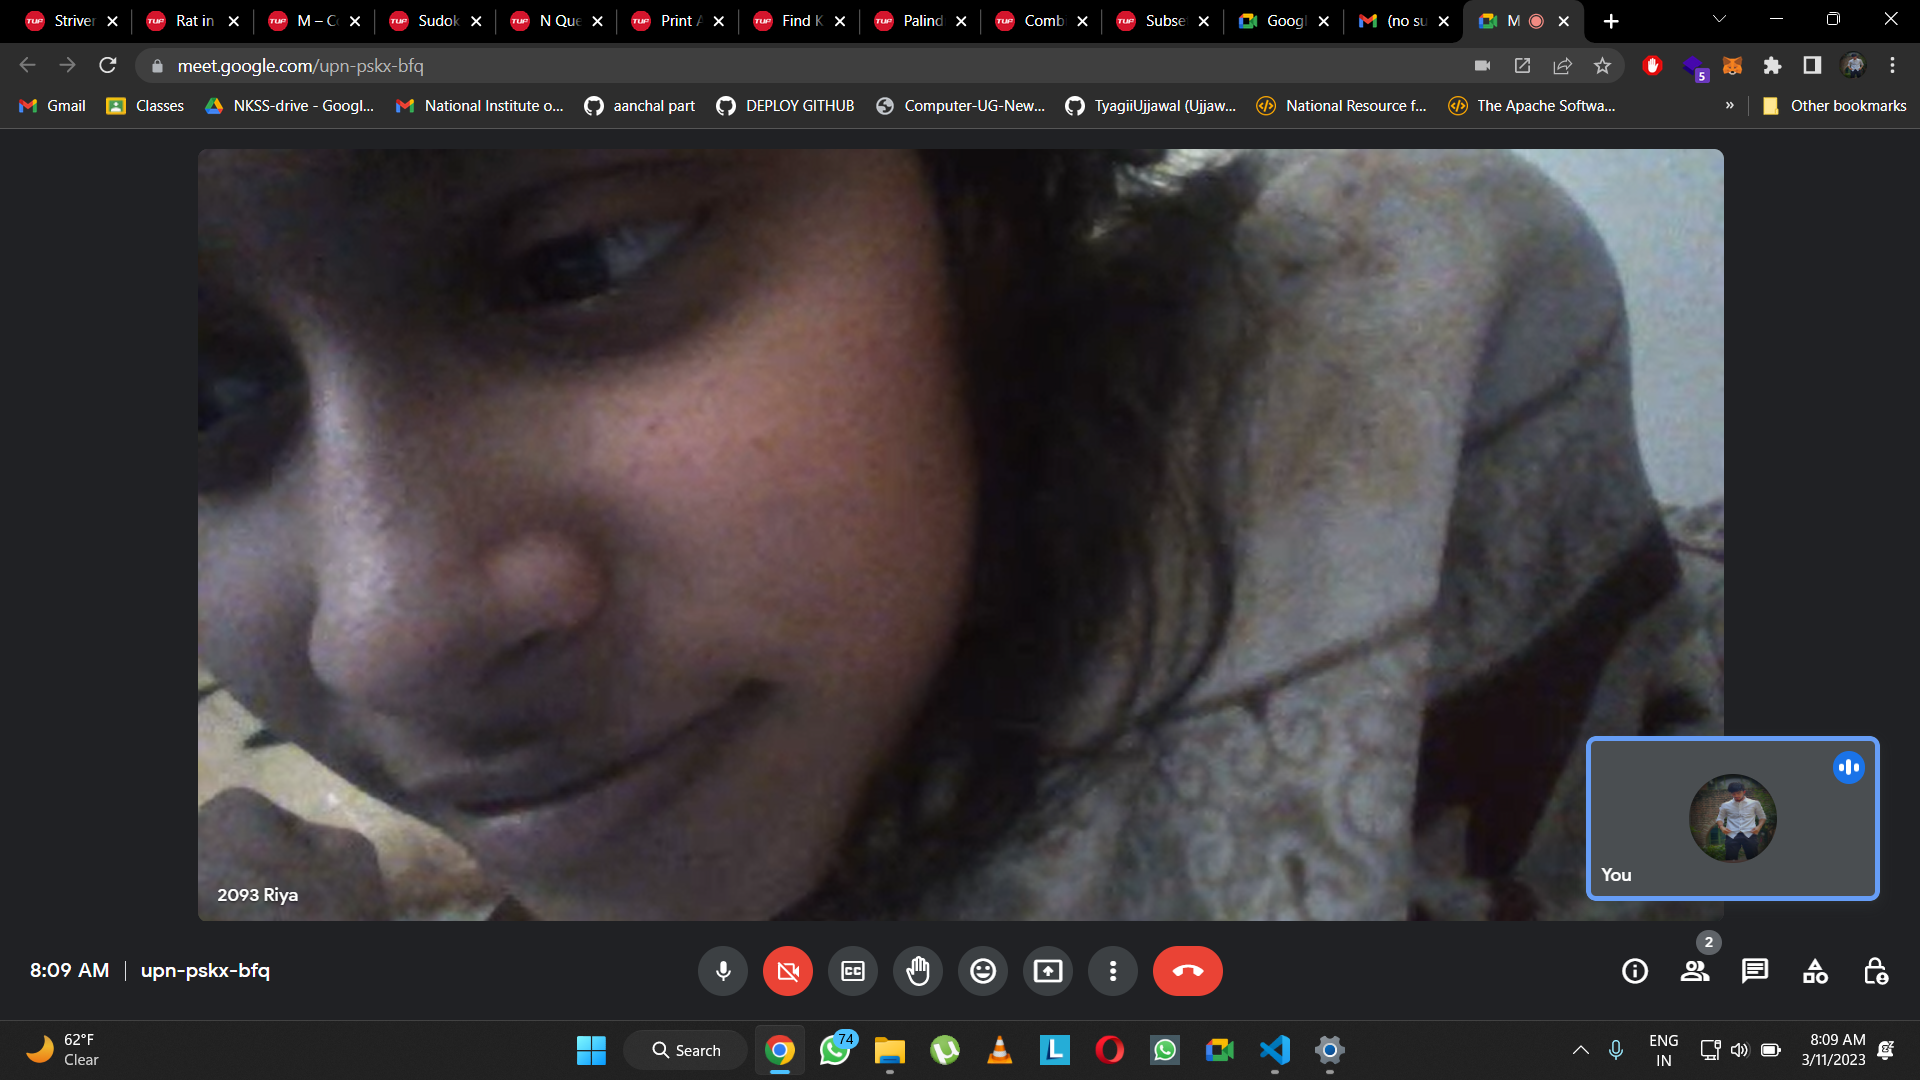 Striver
Rat in
M – C
Sudok
N Que
Print A
Find K
Palind
Comb
Subse
Googl
(no su
M
meet.google.com/upn-pskx-bfq
5
Gmail
Classes
NKSS-drive - Googl...
National Institute o...
aanchal part
DEPLOY GITHUB
Computer-UG-New...
TyagiiUjjawal (Ujjaw...
National Resource f...
The Apache Softwa...
»
Other bookmarks
2093 Riya
You
8:09 AM
upn-pskx-bfq
CC
2
62°F
Clear
Search
74
ENG
IN
8:09 AM
3/11/2023